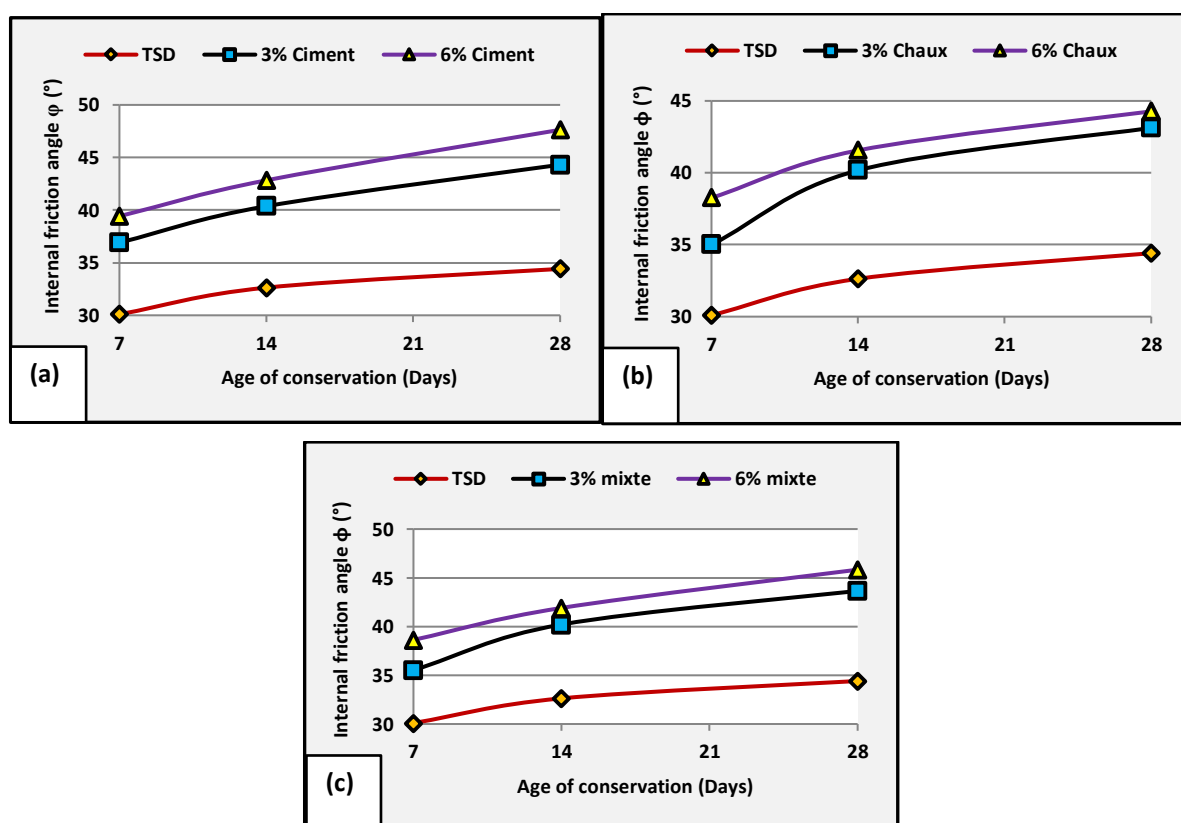 TSD 3% Ciment 6% Ciment
Internal friction angle φ (°)
50
45
40
35
30
7 14 21 28
Age of conservation (Days)
(a)
TSD 3% Chaux 6% Chaux
Internal friction angle ϕ (°)
45
40
35
30
7 14 21 28
Age of conservation (Days)
(b)
TSD 3% mixte 6% mixte
Internal friction angle ϕ (°)
50
45
40
35
30
7 14 21 28
Age of conservation (Days)
(c)